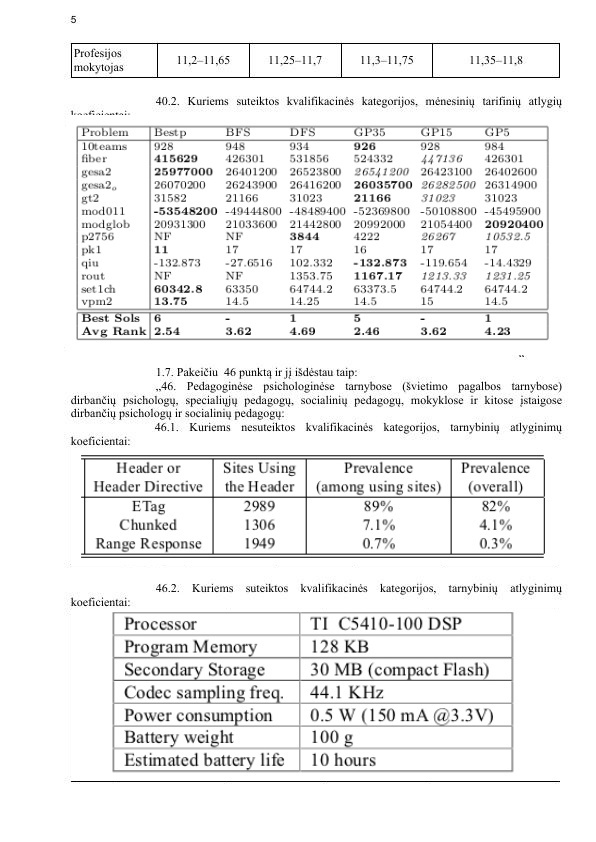 5
Profesijos mokytojas 11,2–11,65 11,25–11,7 11,3–11,75 11,35–11,8
40.2. Kuriems suteiktos kvalifikacinės kategorijos, mėnesinių tarifinių atlygių
koeficientai:
Problem Bestp BFS DFS GP35 GP15 GP5
10teams 928 948 934 926 928 984
fiber 415629 426301 531856 524332 447136 426301
gesa2 25977000 26401200 26523800 26541200 26423100 26402600
gesa2_o 26070200 26243900 26416200 26035700 26282500 26314900
gt2 31582 21166 31023 21166 31023 31023
mod011 -53548200 -49444800 -48489400 -52369800 -50108800 -45495900
modglob 20931300 21033600 21442800 20992000 21054400 20920400
p2756 NF NF 3844 4222 26267 10532.5
pk1 11 17 17 16 17 17
qiu -132.873 -27.6516 102.332 -132.873 -119.654 -14.4329
rout NF NF 1353.75 1167.17 1213.33 1231.25
set1ch 60342.8 63350 64744.2 63373.5 64744.2 64744.2
vpm2 13.75 14.5 14.25 14.5 15 14.5
Best Sols 6 - 1 5 - 1
Avg Rank 2.54 3.62 4.69 2.46 3.62 4.23
“
1.7. Pakeičiu 46 punktą ir jį išdėstau taip:
„46. Pedagoginėse psichologinėse tarnybose (švietimo pagalbos tarnybose)
dirbančių psichologų, specialiųjų pedagogų, socialinių pedagogų, mokyklose ir kitose įstaigose
dirbančių psichologų ir socialinių pedagogų:
46.1. Kuriems nesuteiktos kvalifikacinės kategorijos, tarnybinių atlyginimų
koeficientai:
Header or Sites Using Prevalence Prevalence
Header Directive the Header (among using sites) (overall)
ETag 2989 89% 82%
Chunked 1306 7.1% 4.1%
Range Response 1949 0.7% 0.3%
46.2. Kuriems suteiktos kvalifikacinės kategorijos, tarnybinių atlyginimų
koeficientai:
Processor TI C5410-100 DSP
Program Memory 128 KB
Secondary Storage 30 MB (compact Flash)
Codec sampling freq. 44.1 KHz
Power consumption 0.5 W (150 mA @3.3V)
Battery weight 100 g
Estimated battery life 10 hours